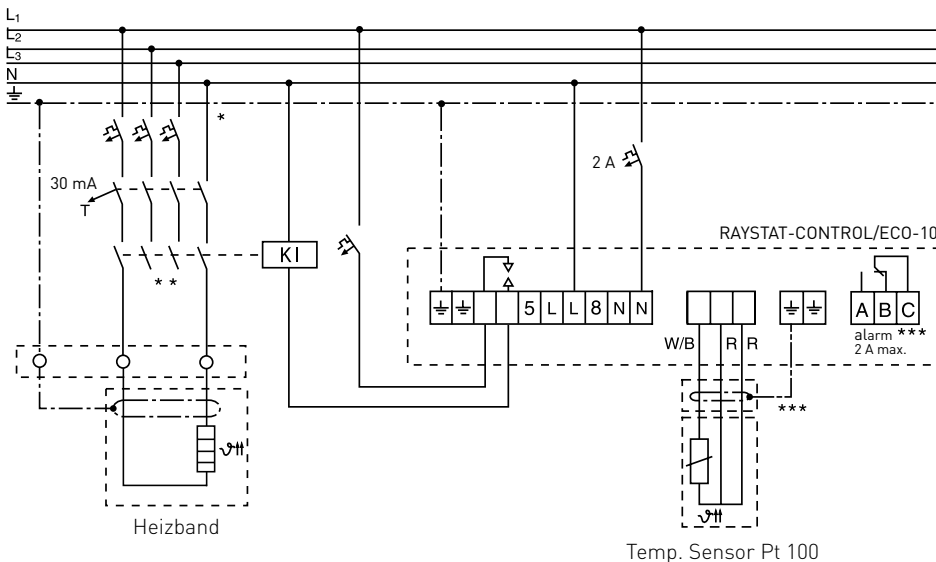 L1
L2
L3
N
*
2 A
30 mA
T
RAYSTAT-CONTROL/ECO-10
KI
* *
5 L L 8 N N
A B C
W/B R R
alarm ***
2 A max.
***
ϑ
ϑ
Heizband
Temp. Sensor Pt 100